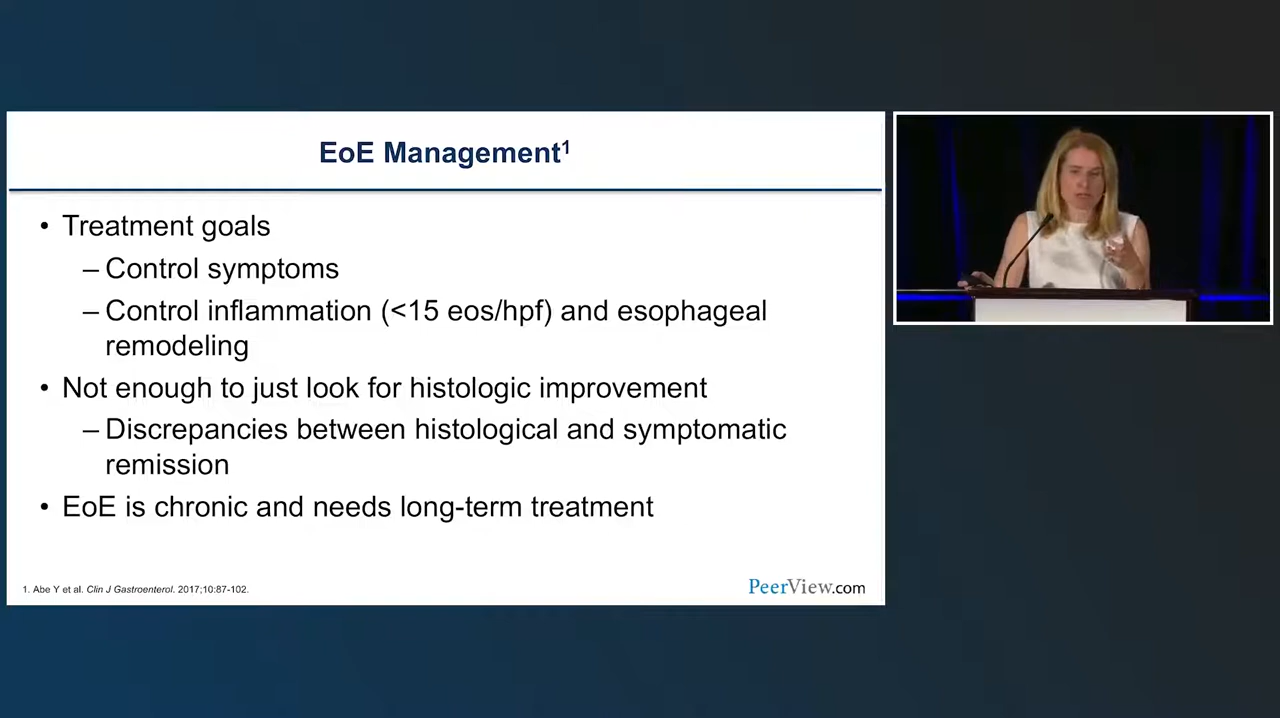 EoE Management¹
• Treatment goals
– Control symptoms
– Control inflammation (<15 eos/hpf) and esophageal
remodeling
• Not enough to just look for histologic improvement
– Discrepancies between histological and symptomatic
remission
• EoE is chronic and needs long-term treatment
1. Abe Y et al. Clin J Gastroenterol. 2017;10:87-102.
PeerView.com